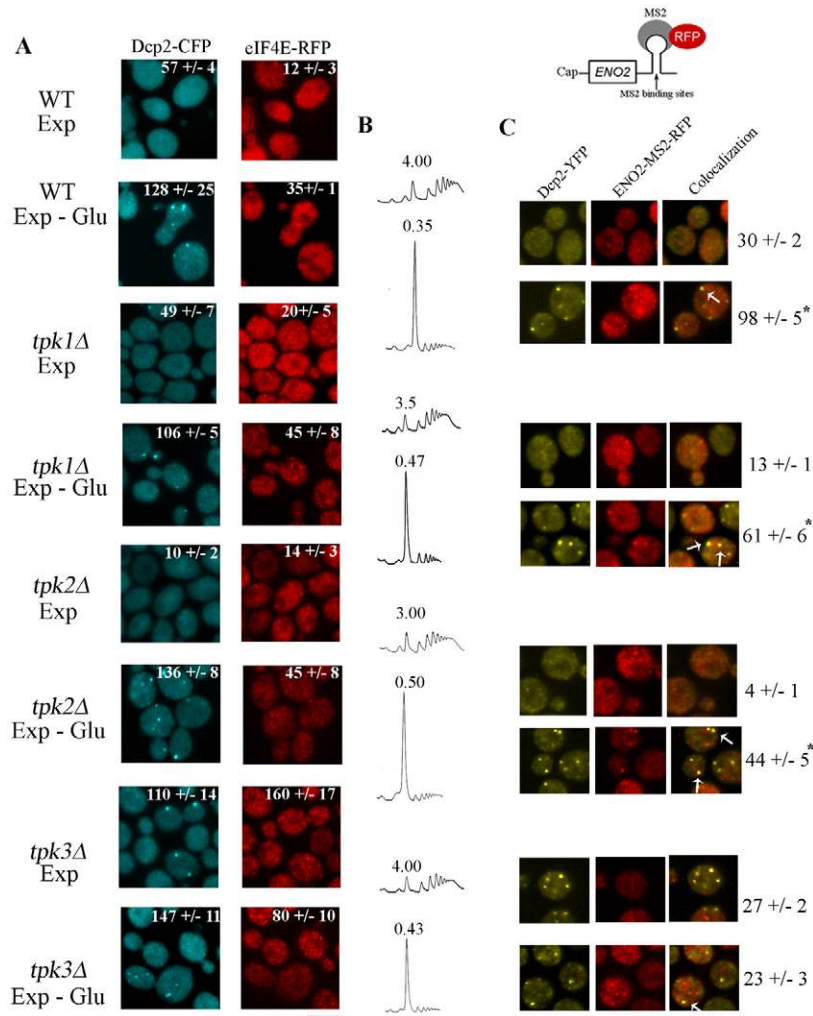 MS2
RFP
Cap ENO2
MS2 binding sites
A
Dcp2-CFP eIF4E-RFP
WT
Exp
57 +/- 4 12 +/- 3
WT
Exp - Glu
128 +/- 25 35+/- 1
tpk1Δ
Exp
49 +/- 7 20+/- 5
tpk1Δ
Exp - Glu
106 +/- 5 45 +/- 8
tpk2Δ
Exp
10 +/- 2 14 +/- 3
tpk2Δ
Exp - Glu
136 +/- 8 45 +/- 8
tpk3Δ
Exp
110 +/- 14 160 +/- 17
tpk3Δ
Exp - Glu
147 +/- 11 80 +/- 10
B
4.00
0.35
3.5
0.47
3.00
0.50
4.00
0.43
C
Dcp2-YFP
ENO2-MS2-RFP
Colocalization
30 +/- 2
98 +/- 5*
13 +/- 1
61 +/- 6*
4 +/- 1
44 +/- 5*
27 +/- 2
23 +/- 3